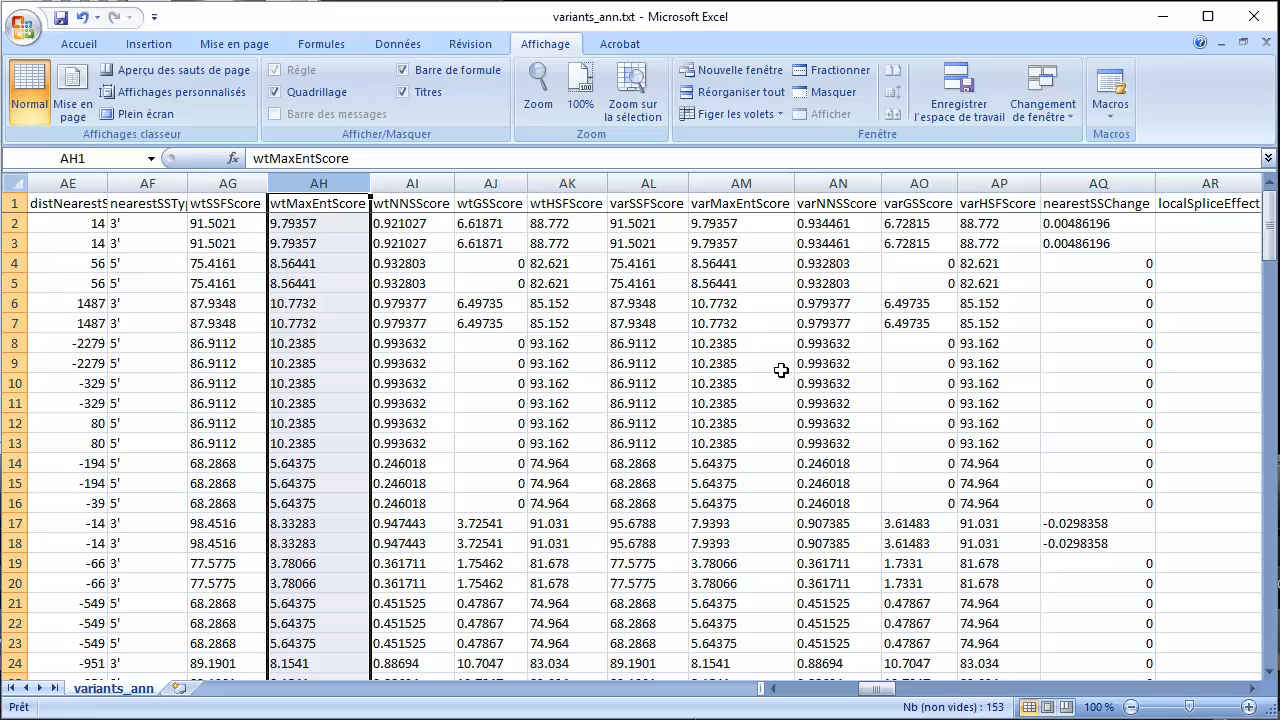 variants_ann.txt - Microsoft Excel
Accueil Insertion Mise en page Formules Données Révision Affichage Acrobat
Normal
Mise en page
Aperçu des sauts de page
Affichages personnalisés
Plein écran
Affichages classeur
Règle
Quadrillage
Barre des messages
Barre de formule
Titres
Afficher/Masquer
Zoom
100%
Zoom sur la sélection
Zoom
Nouvelle fenêtre
Réorganiser tout
Figer les volets
Fractionner
Masquer
Afficher
Enregistrer l'espace de travail
Changement de fenêtre
Fenêtre
Macros
Macros
AH1 fx wtMaxEntScore
AE AF AG AH AI AJ AK AL AM AN AO AP AQ AR
1 distNearestS nearestSSTyp wtSSFScore wtMaxEntScore wtNNSScore wtGSScore wtHSFScore varSSFScore varMaxEntScore varNNSScore varGSScore varHSFScore nearestSSChange localSpliceEffect
2 14 3' 91.5021 9.79357 0.921027 6.61871 88.772 91.5021 9.79357 0.934461 6.72815 88.772 0.00486196
3 14 3' 91.5021 9.79357 0.921027 6.61871 88.772 91.5021 9.79357 0.934461 6.72815 88.772 0.00486196
4 56 5' 75.4161 8.56441 0.932803 0 82.621 75.4161 8.56441 0.932803 0 82.621 0
5 56 5' 75.4161 8.56441 0.932803 0 82.621 75.4161 8.56441 0.932803 0 82.621 0
6 1487 3' 87.9348 10.7732 0.979377 6.49735 85.152 87.9348 10.7732 0.979377 6.49735 85.152 0
7 1487 3' 87.9348 10.7732 0.979377 6.49735 85.152 87.9348 10.7732 0.979377 6.49735 85.152 0
8 -2279 5' 86.9112 10.2385 0.993632 0 93.162 86.9112 10.2385 0.993632 0 93.162 0
9 -2279 5' 86.9112 10.2385 0.993632 0 93.162 86.9112 10.2385 0.993632 0 93.162 0
10 -329 5' 86.9112 10.2385 0.993632 0 93.162 86.9112 10.2385 0.993632 0 93.162 0
11 -329 5' 86.9112 10.2385 0.993632 0 93.162 86.9112 10.2385 0.993632 0 93.162 0
12 80 5' 86.9112 10.2385 0.993632 0 93.162 86.9112 10.2385 0.993632 0 93.162 0
13 80 5' 86.9112 10.2385 0.993632 0 93.162 86.9112 10.2385 0.993632 0 93.162 0
14 -194 5' 68.2868 5.64375 0.246018 0 74.964 68.2868 5.64375 0.246018 0 74.964 0
15 -194 5' 68.2868 5.64375 0.246018 0 74.964 68.2868 5.64375 0.246018 0 74.964 0
16 -39 5' 68.2868 5.64375 0.246018 0 74.964 68.2868 5.64375 0.246018 0 74.964 0
17 -14 3' 98.4516 8.33283 0.947443 3.72541 91.031 95.6788 7.9393 0.907385 3.61483 91.031 -0.0298358
18 -14 3' 98.4516 8.33283 0.947443 3.72541 91.031 95.6788 7.9393 0.907385 3.61483 91.031 -0.0298358
19 -66 3' 77.5775 3.78066 0.361711 1.75462 81.678 77.5775 3.78066 0.361711 1.7331 81.678 0
20 -66 3' 77.5775 3.78066 0.361711 1.75462 81.678 77.5775 3.78066 0.361711 1.7331 81.678 0
21 -549 5' 68.2868 5.64375 0.451525 0.47867 74.964 68.2868 5.64375 0.451525 0.47867 74.964 0
22 -549 5' 68.2868 5.64375 0.451525 0.47867 74.964 68.2868 5.64375 0.451525 0.47867 74.964 0
23 -549 5' 68.2868 5.64375 0.451525 0.47867 74.964 68.2868 5.64375 0.451525 0.47867 74.964 0
24 -951 3' 89.1901 8.1541 0.88694 10.7047 83.034 89.1901 8.1541 0.88694 10.7047 83.034 0
variants_ann
Prêt Nb (non vides) : 153 100 %